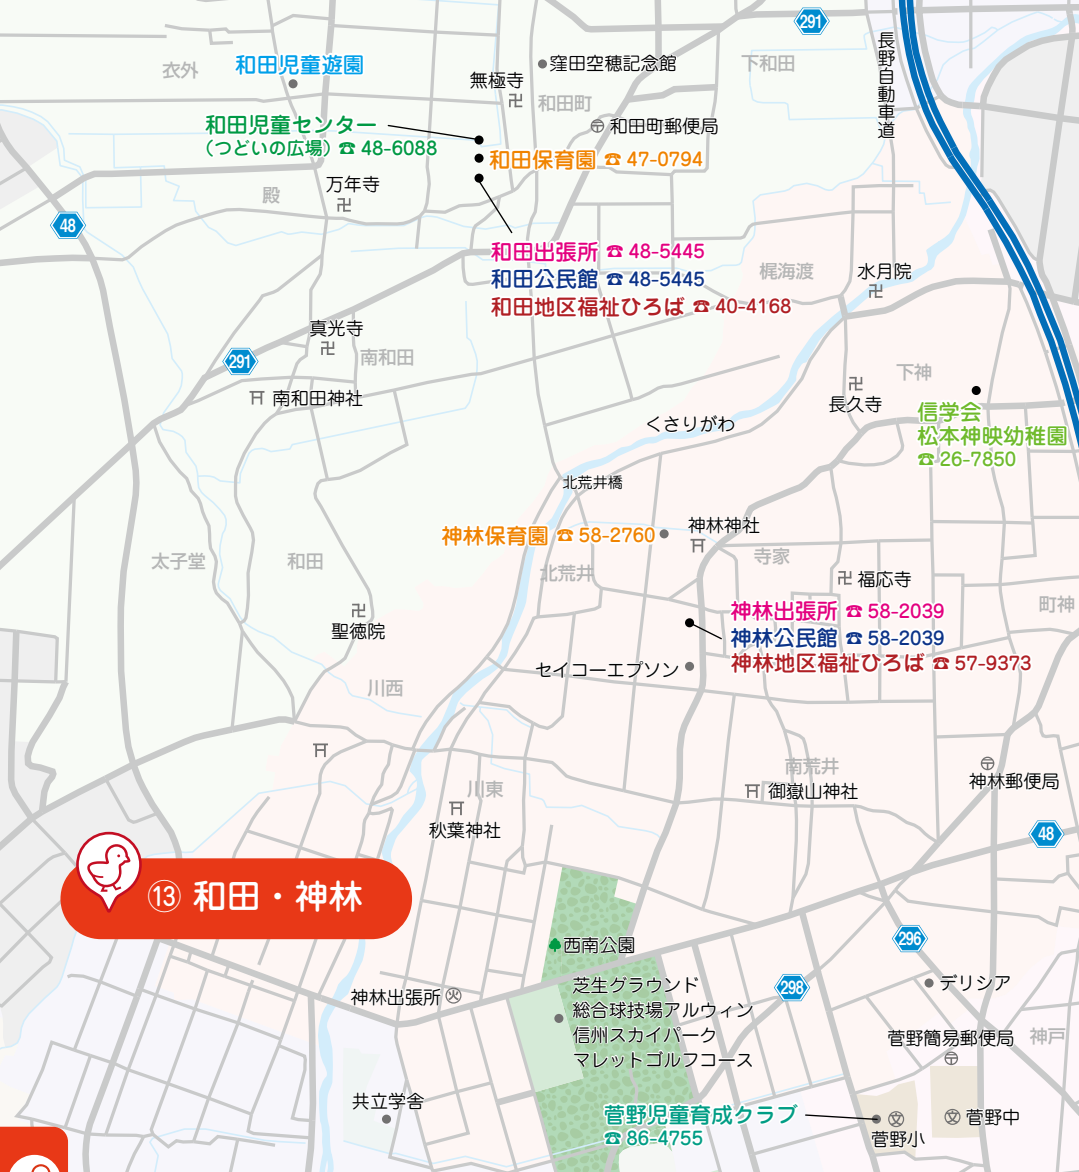 291
長野自動車道
衣外
和田児童遊園
窪田空穂記念館
下和田
無極寺
和田町
和田児童センター
(つどいの広場) ☎ 48-6088
和田町郵便局
和田保育園 ☎ 47-0794
殿
万年寺
48
和田出張所 ☎ 48-5445
和田公民館 ☎ 48-5445
和田地区福祉ひろば ☎ 40-4168
梶海渡
水月院
真光寺
291
南和田
南和田神社
下神
長久寺
信学会
松本神映幼稚園
☎ 26-7850
くさりがわ
北荒井橋
神林保育園 ☎ 58-2760
神林神社
太子堂
和田
北荒井
寺家
福応寺
町神
聖徳院
神林出張所 ☎ 58-2039
神林公民館 ☎ 58-2039
神林地区福祉ひろば ☎ 57-9373
セイコーエプソン
川西
南荒井
神林郵便局
川東
御嶽山神社
秋葉神社
48
⑬ 和田・神林
296
西南公園
芝生グラウンド
総合球技場アルウィン
信州スカイパーク
マレットゴルフコース
298
デリシア
神林出張所
菅野簡易郵便局
神戸
共立学舎
菅野児童育成クラブ
☎ 86-4755
文
菅野小
文
菅野中